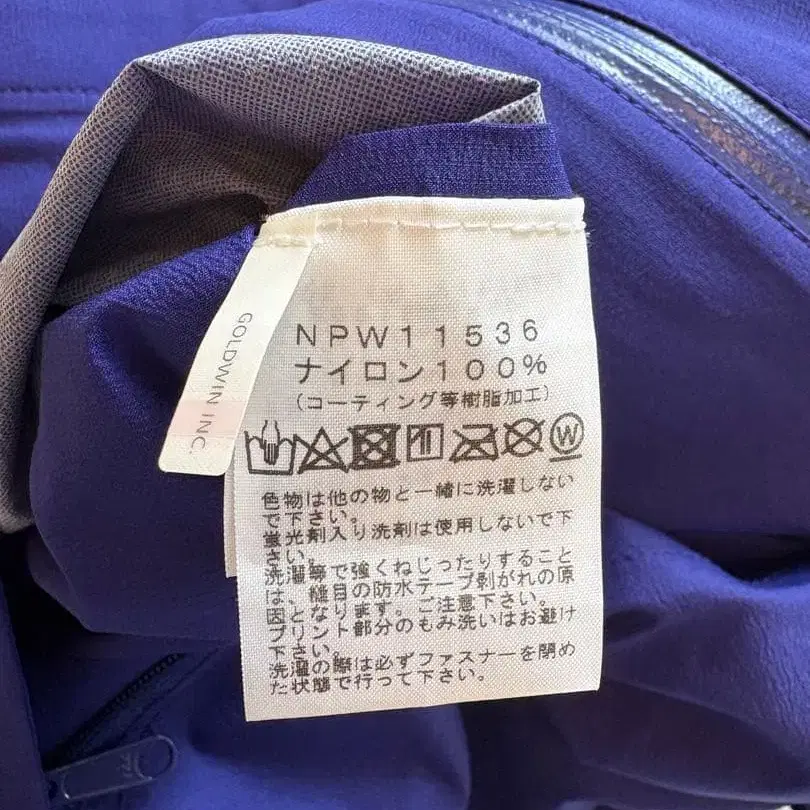 GOLDWIN INC.
NPW11536
ナイロン100%
(コーティング等樹脂加工)
W
色物は他の物と一緒に洗濯しない
で下さい。
蛍光剤入り洗剤は使用しないで下
さい。
洗濯等で強くねじったりすること
は、縫目の防水テープ剥がれの原
因となります。ご注意下さい。
プリント部分のもみ洗いはお避け
下さい。
洗濯の際は必ずファスナーを閉め
た状態で行って下さい。